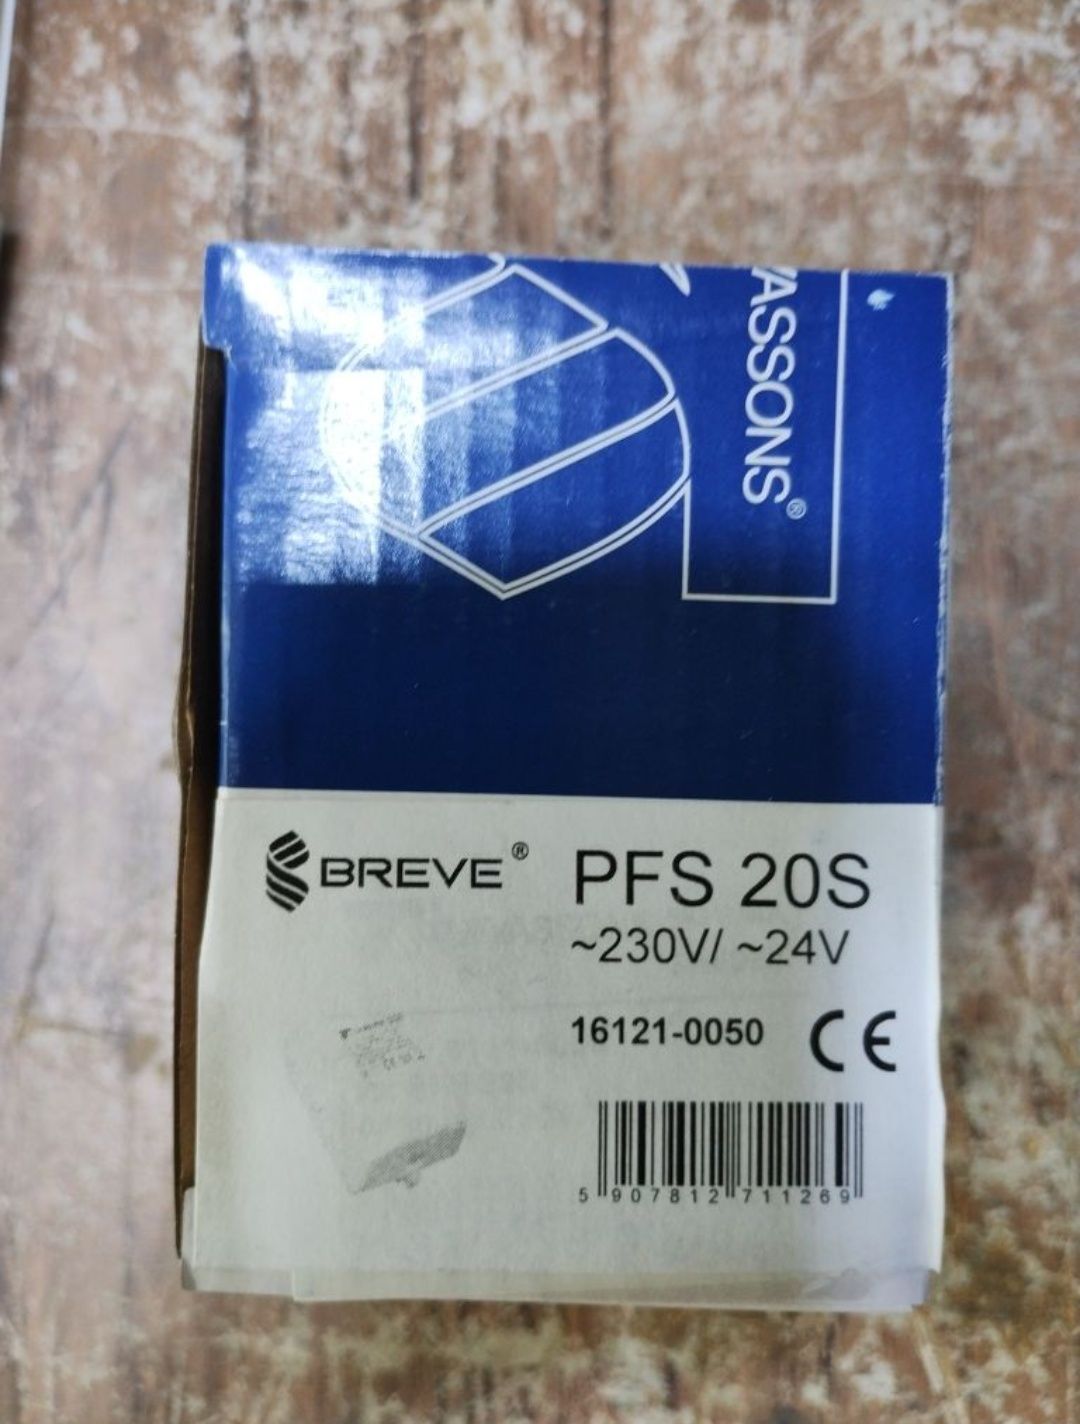 ASSONS®
BREVE®
PFS 20S
~230V/ ~24V
16121-0050
CE
5 907812 711269